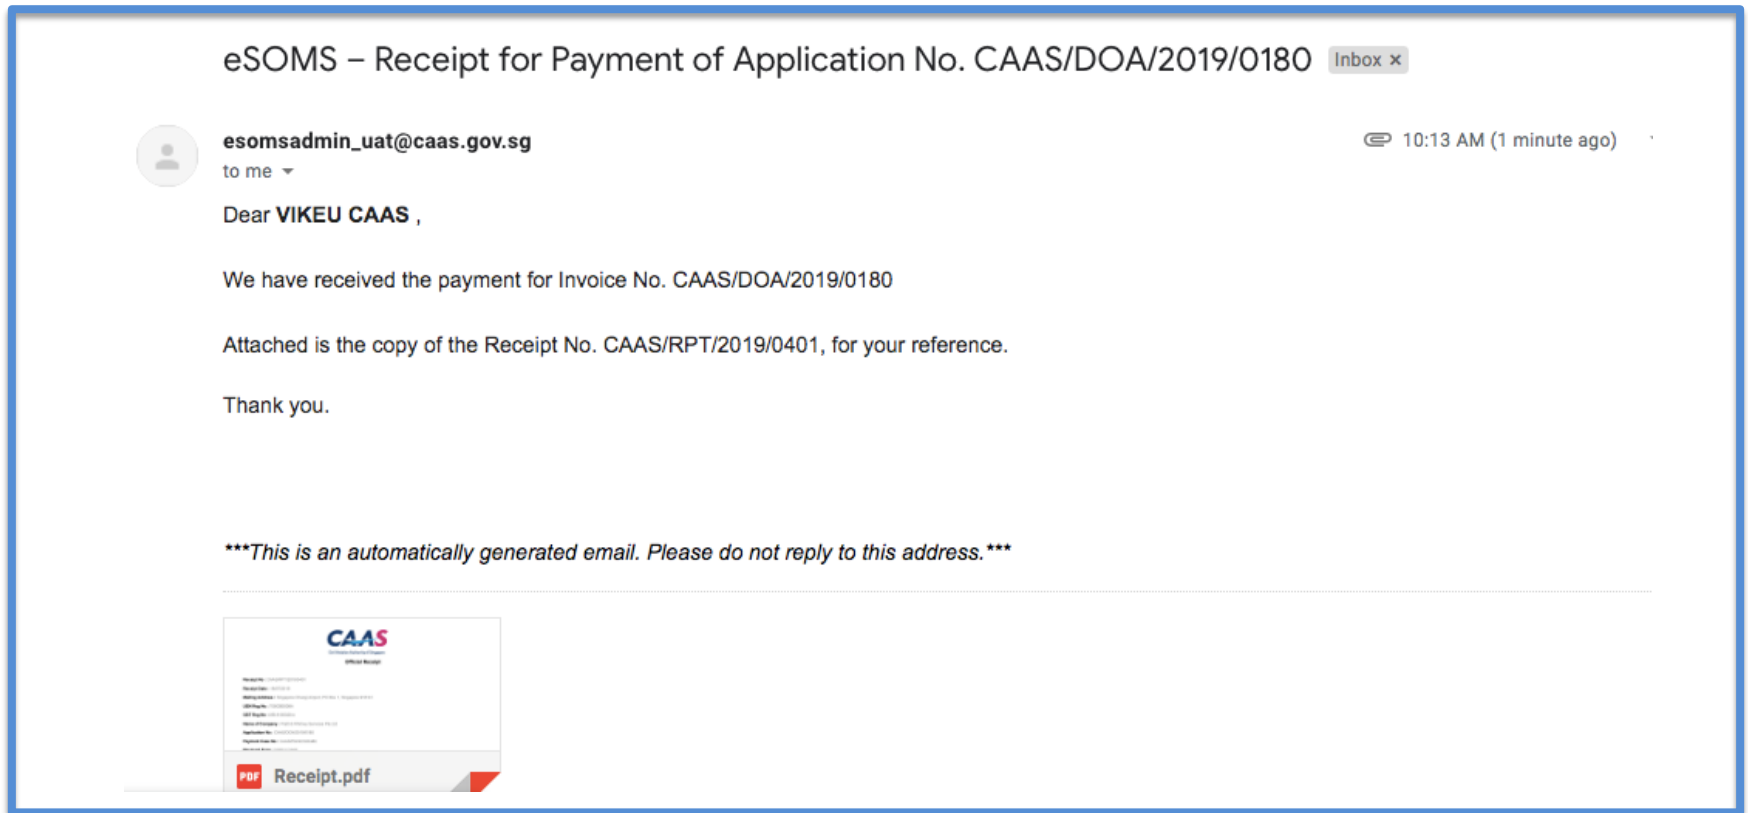 eSOMS – Receipt for Payment of Application No. CAAS/DOA/2019/0180 Inbox ×
esomsadmin_uat@caas.gov.sg 10:13 AM (1 minute ago)
to me
Dear VIKEU CAAS ,
We have received the payment for Invoice No. CAAS/DOA/2019/0180
Attached is the copy of the Receipt No. CAAS/RPT/2019/0401, for your reference.
Thank you.
***This is an automatically generated email. Please do not reply to this address.***
CAAS
Official Receipt
PDF Receipt.pdf